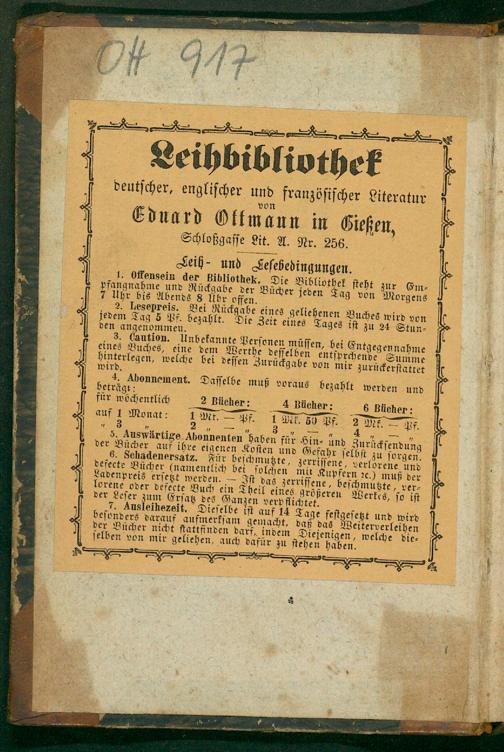 OH 917
Leihbibliothek
deutscher, englischer und französischer Literatur
von
Eduard Ottmann in Gießen,
Schloßgasse Lit. A. Nr. 256.
Leih- und Lesebedingungen.
1. Offensein der Bibliothek. Die Bibliothek steht zur Em-
pfangnahme und Rückgabe der Bücher jeden Tag von Morgens
7 Uhr bis Abends 8 Uhr offen.
2. Lesepreis. Bei Rückgabe eines geliehenen Buches wird von
jedem Tag 5 Pf. bezahlt. Die Zeit eines Tages ist zu 24 Stun-
den angenommen.
3. Caution. Unbekannte Personen müssen, bei Entgegennahme
eines Buches, eine dem Werthe desselben entsprechende Summe
hinterlegen, welche bei dessen Zurückgabe von mir zurückerstattet
wird.
4. Abonnement. Dasselbe muß voraus bezahlt werden und
beträgt:
für wöchentlich 2 Bücher: 4 Bücher: 6 Bücher:
auf 1 Monat: 1 Mk. — Pf. 1 Mk. 50 Pf. 2 Mk. — Pf.
„ 3 „ 2 „ — „ 3 „ — „ 4 „ — „
5. Auswärtige Abonnenten haben für Hin- und Zurücksendung
der Bücher auf ihre eigenen Kosten und Gefahr selbst zu sorgen.
6. Schadenersatz. Für beschmutzte, zerrissene, verlorene und
defecte Bücher (namentlich bei solchen mit Kupfern ꝛc.) muß der
Ladenpreis ersetzt werden. — Ist das zerrissene, beschmutzte, ver-
lorene oder defecte Buch ein Theil eines größeren Werkes, so ist
der Leser zum Ersatz des Ganzen verpflichtet.
7. Ausleihezeit. Dieselbe ist auf 14 Tage festgesetzt und wird
besonders darauf aufmerksam gemacht, daß das Weiterverleihen
der Bücher nicht stattfinden darf, indem Diejenigen, welche die-
selben von mir geliehen, auch dafür zu stehen haben.